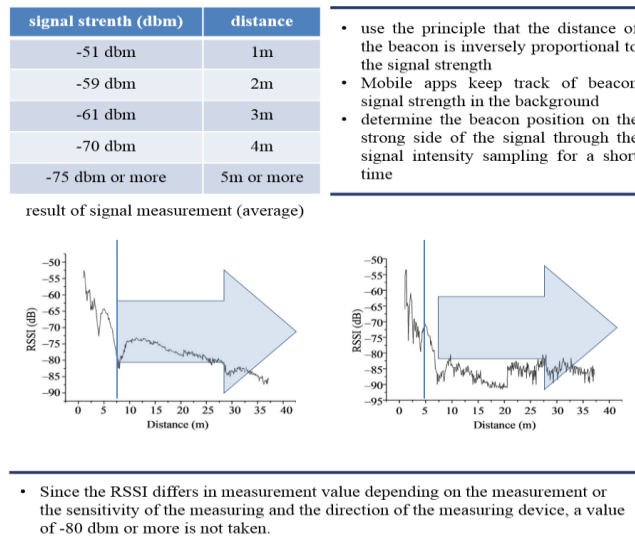 signal strenth (dbm) distance
-51 dbm 1m
-59 dbm 2m
-61 dbm 3m
-70 dbm 4m
-75 dbm or more 5m or more
result of signal measurement (average)
• use the principle that the distance of
the beacon is inversely proportional to
the signal strength
• Mobile apps keep track of beacon
signal strength in the background
• determine the beacon position on the
strong side of the signal through the
signal intensity sampling for a short
time
-50
-55
-60
-65
-70
-75
-80
-85
-90
RSSI (dB)
0 5 10 15 20 25 30 35 40
Distance (m)
-50
-55
-60
-65
-70
-75
-80
-85
-90
-95
RSSI (dB)
0 5 10 15 20 25 30 35 40
Distance (m)
• Since the RSSI differs in measurement value depending on the measurement or
the sensitivity of the measuring and the direction of the measuring device, a value
of -80 dbm or more is not taken.